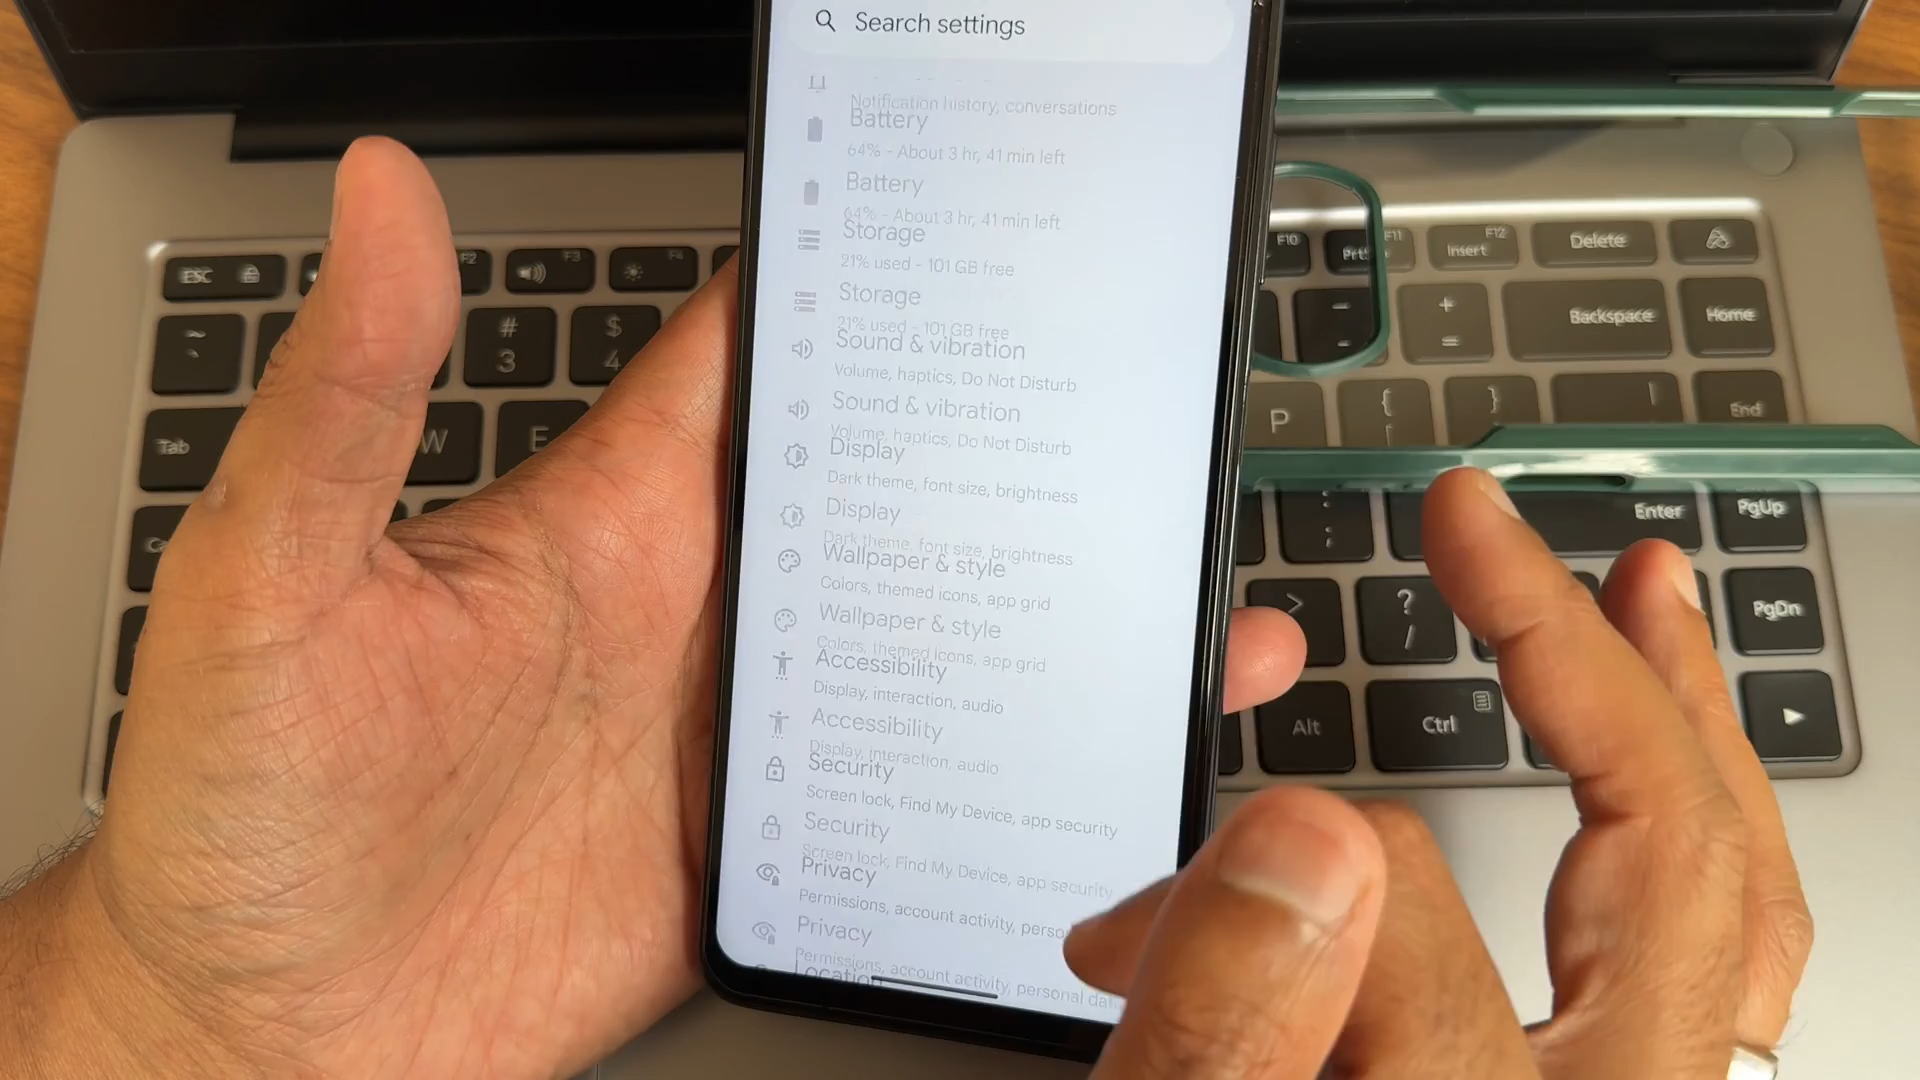 Search settings
Notification history, conversations
Battery
64% - About 3 hr, 41 min left
Battery
64% - About 3 hr, 41 min left
Storage
21% used - 101 GB free
Storage
21% used - 101 GB free
Sound & vibration
Volume, haptics, Do Not Disturb
Sound & vibration
Volume, haptics, Do Not Disturb
Display
Dark theme, font size, brightness
Display
Dark theme, font size, brightness
Wallpaper & style
Colors, themed icons, app grid
Wallpaper & style
Colors, themed icons, app grid
Accessibility
Display, interaction, audio
Accessibility
Display, interaction, audio
Security
Screen lock, Find My Device, app security
Security
Screen lock, Find My Device, app security
Privacy
Permissions, account activity,
Privacy
Permissions, account activity, personal
Location
ESC F2 F3 F4
~ # $
` 3 4
Tab W E
F10 F11 F12
Insert Delete
- + Backspace Home
- =
P { } | End
[
: Enter PgUp
;
> ? PgDn
/
Alt Ctrl